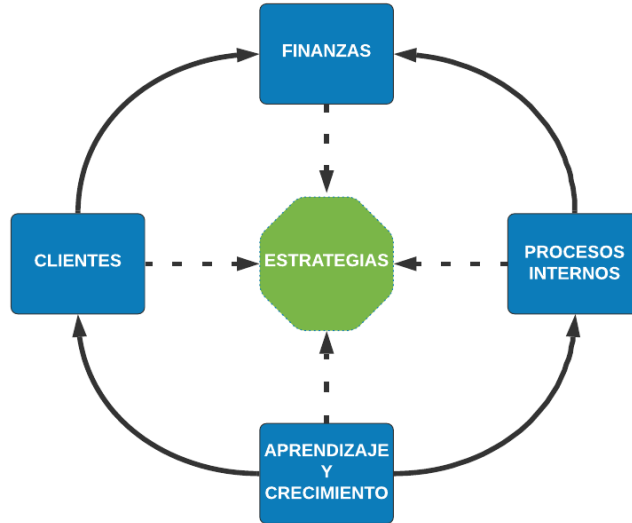 FINANZAS
CLIENTES
ESTRATEGIAS
PROCESOS
INTERNOS
APRENDIZAJE
Y
CRECIMIENTO